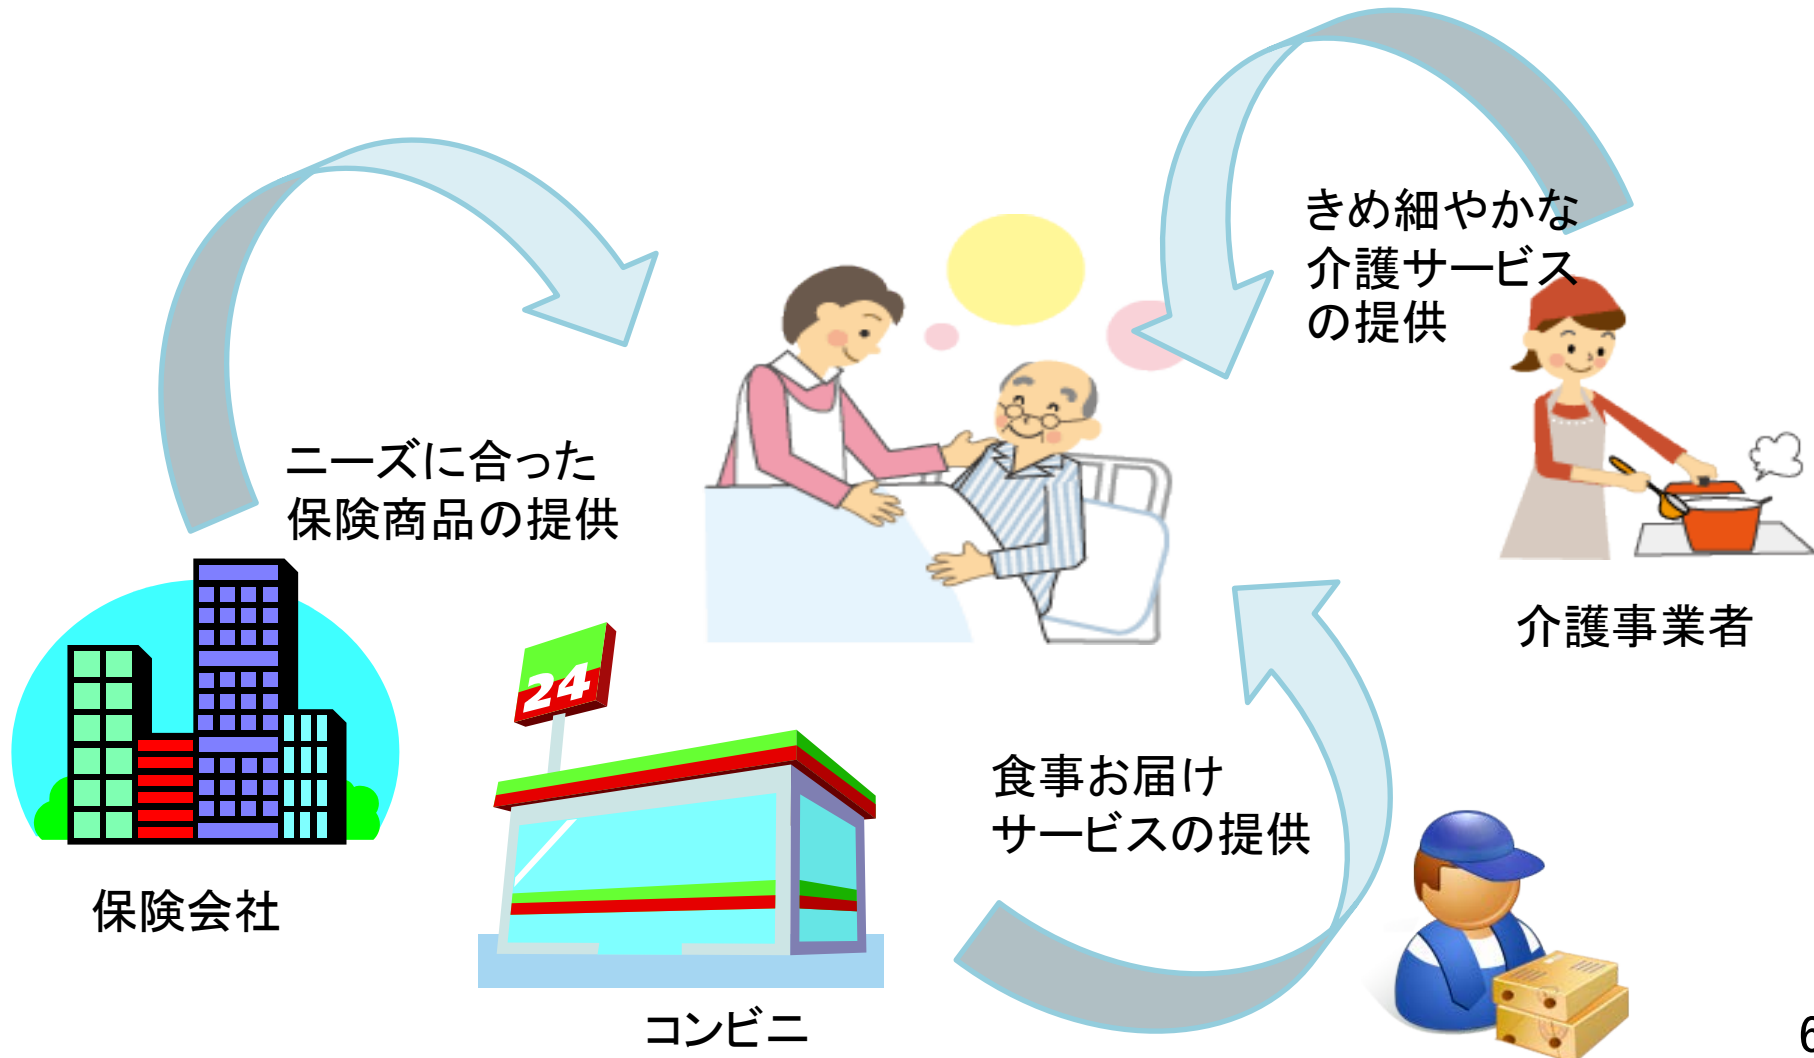 きめ細やかな
介護サービス
の提供
ニーズに合った
保険商品の提供
介護事業者
24
食事お届け
サービスの提供
保険会社
コンビニ
6